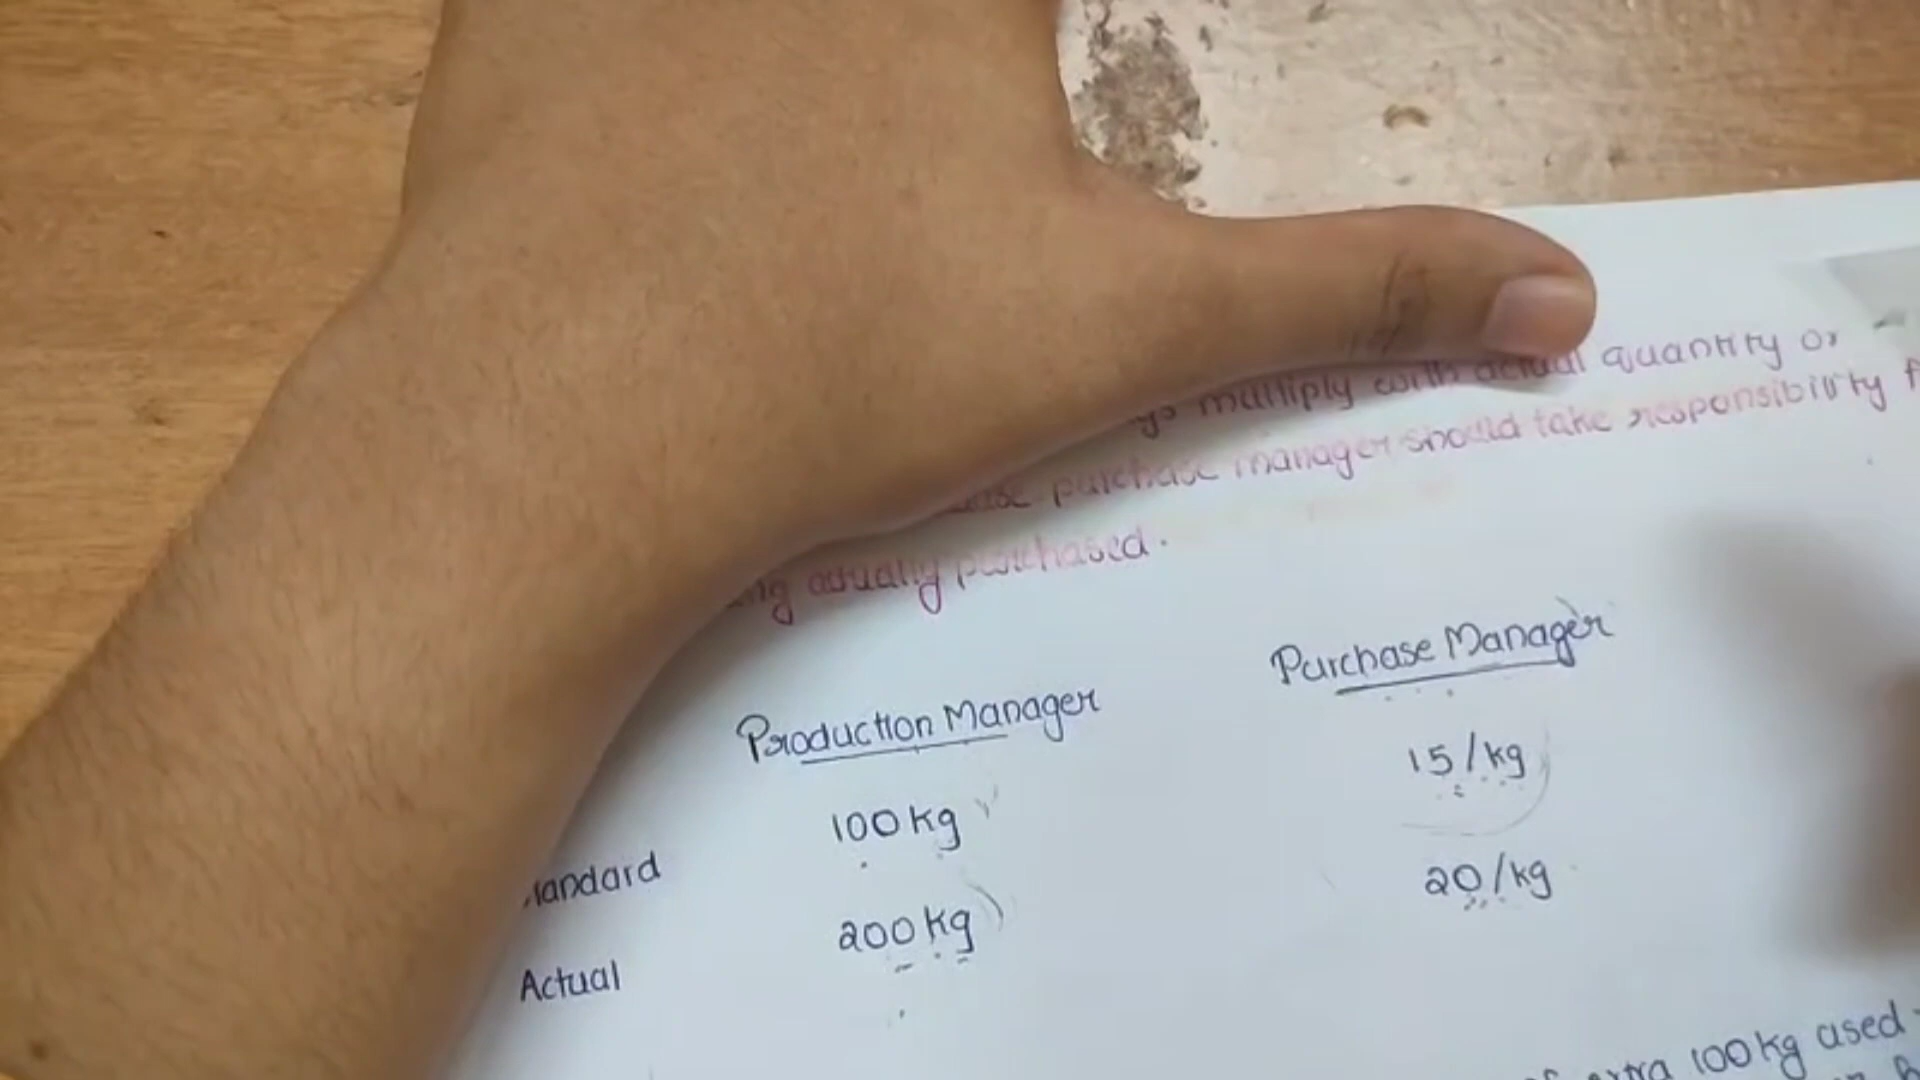 multiply with actual quantity or
purchase manager should take responsibility
actually purchased.
Production Manager Purchase Manager
100 kg 15/kg
Standard
200 kg 20/kg
Actual
extra 100 kg used